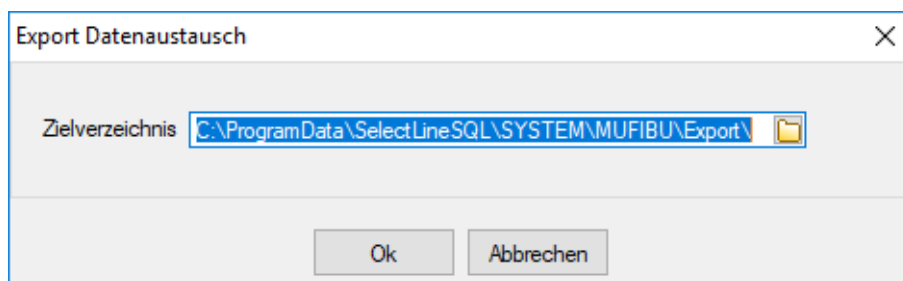 Export Datenaustausch
Zielverzeichnis C:\ProgramData\SelectLineSQL\SYSTEM\MUFIBU\Export\
Ok Abbrechen